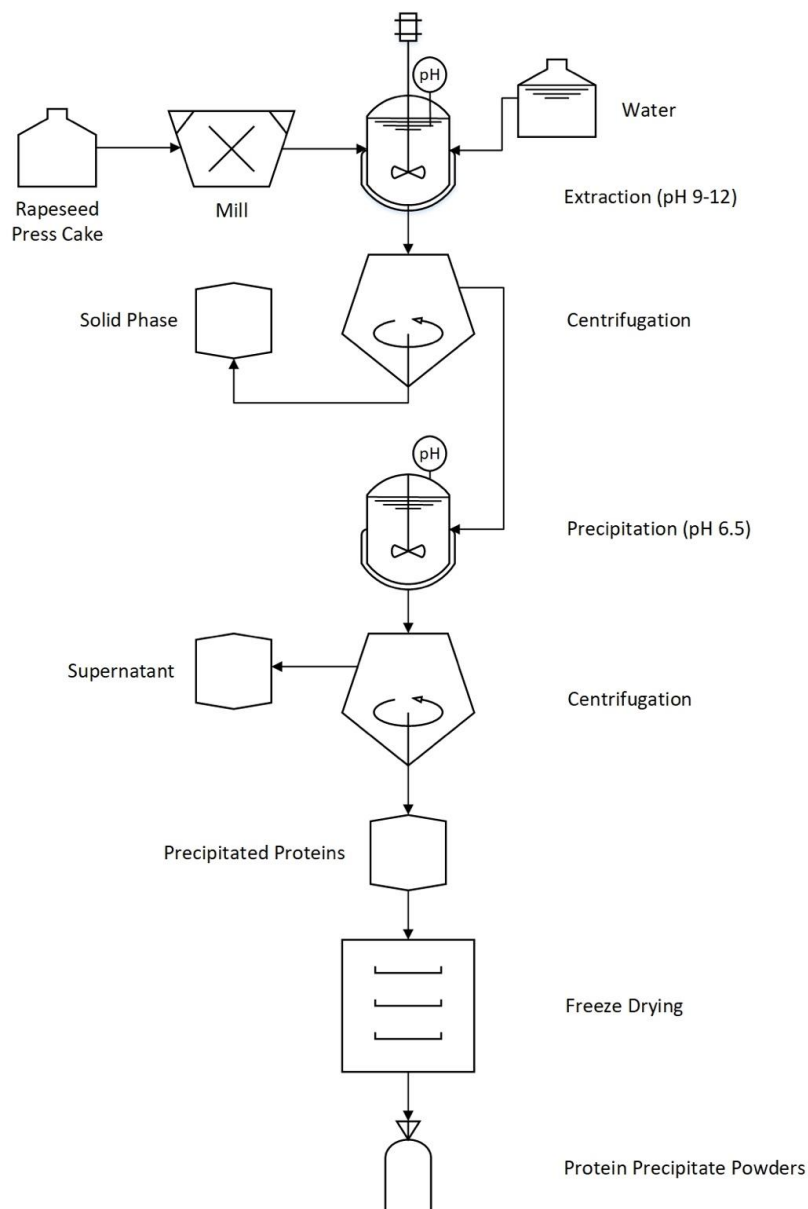 pH
Water
Rapeseed
Press Cake
Mill
Extraction (pH 9-12)
Solid Phase
Centrifugation
pH
Precipitation (pH 6.5)
Supernatant
Centrifugation
Precipitated Proteins
Freeze Drying
Protein Precipitate Powders